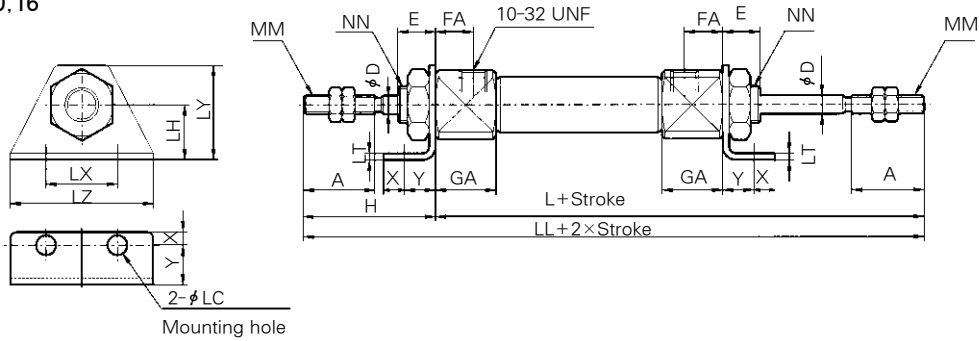 0,16
10-32 UNF
MM
NN
E
FA
FA
E
NN
MM
φD
φD
LH
LY
LX
LZ
LT
X
Y
GA
GA
Y
X
LT
A
A
H
L+Stroke
LL+2×Stroke
X
Y
2-φLC
Mounting hole